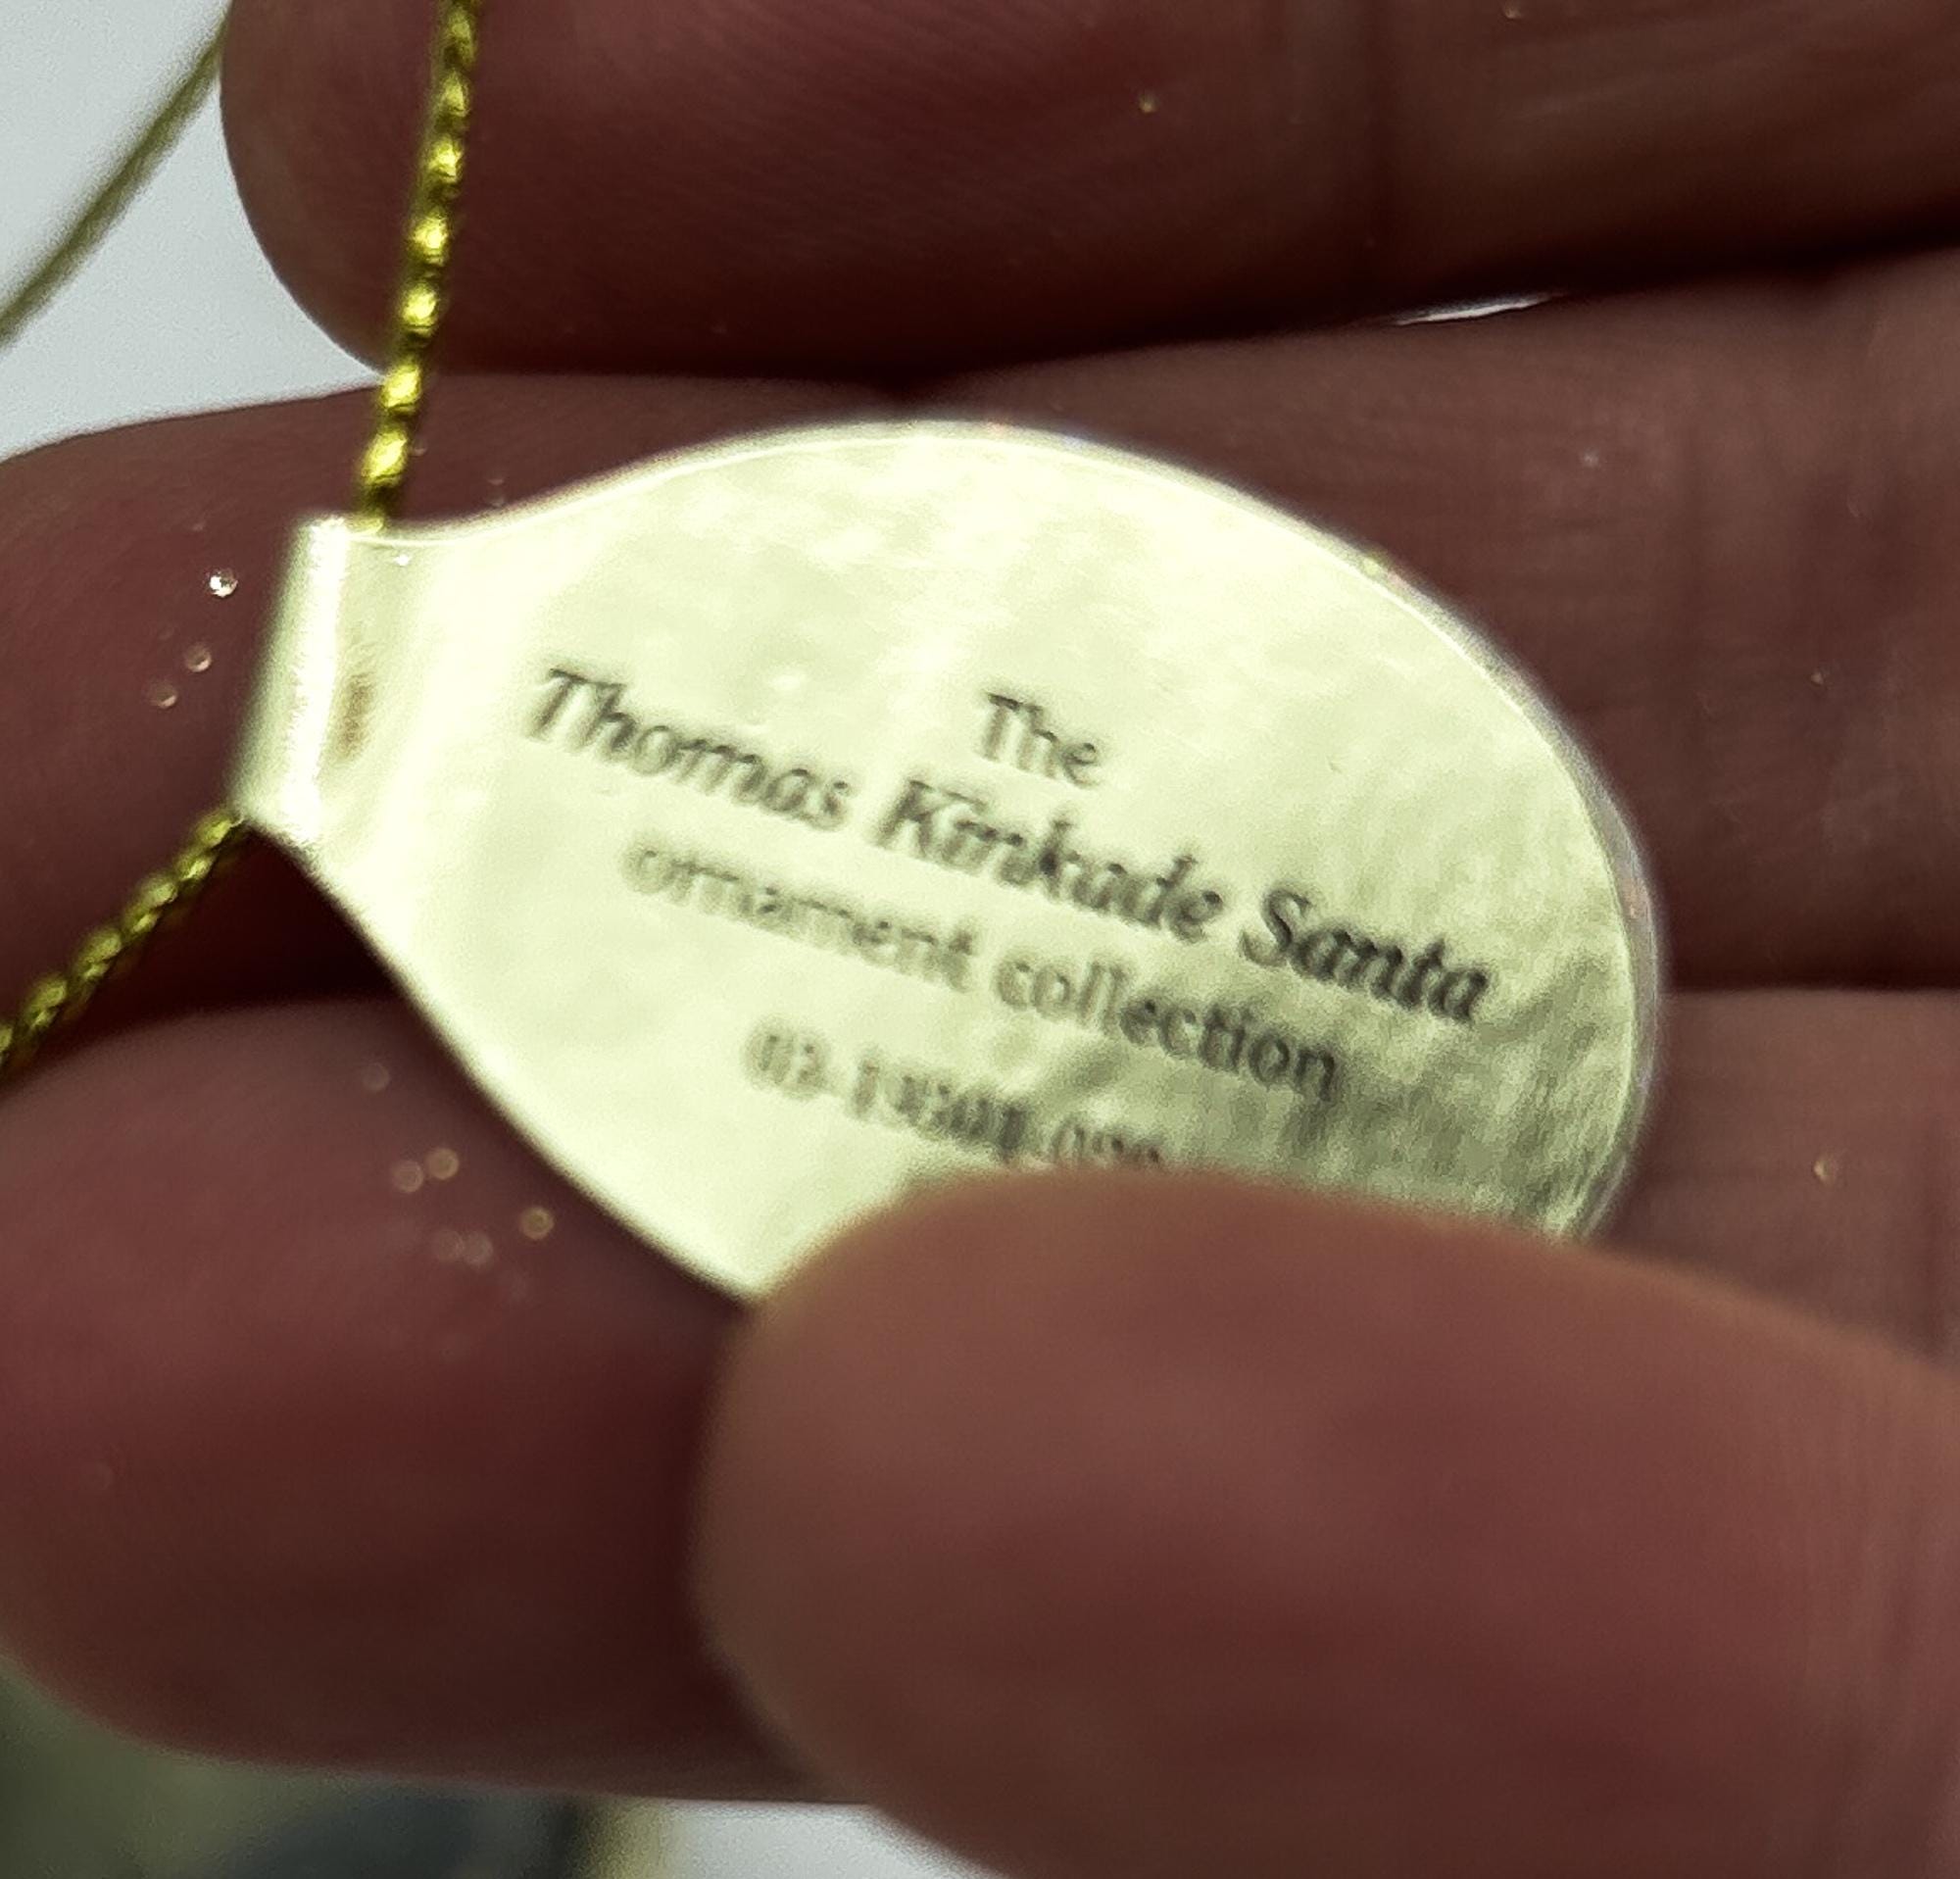 The
Thomas Kinkade Santa
ornament collection